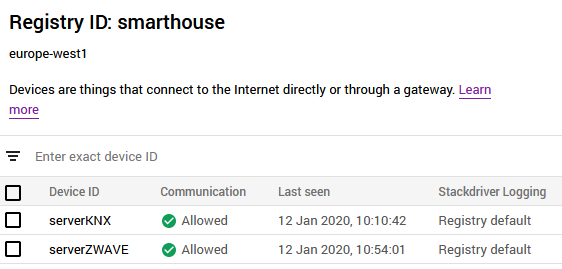 Registry ID: smarthouse
europe-west1
Devices are things that connect to the Internet directly or through a gateway. Learn
more
Enter exact device ID
Device ID Communication Last seen Stackdriver Logging
serverKNX Allowed 12 Jan 2020, 10:10:42 Registry default
serverZWAVE Allowed 12 Jan 2020, 10:54:01 Registry default